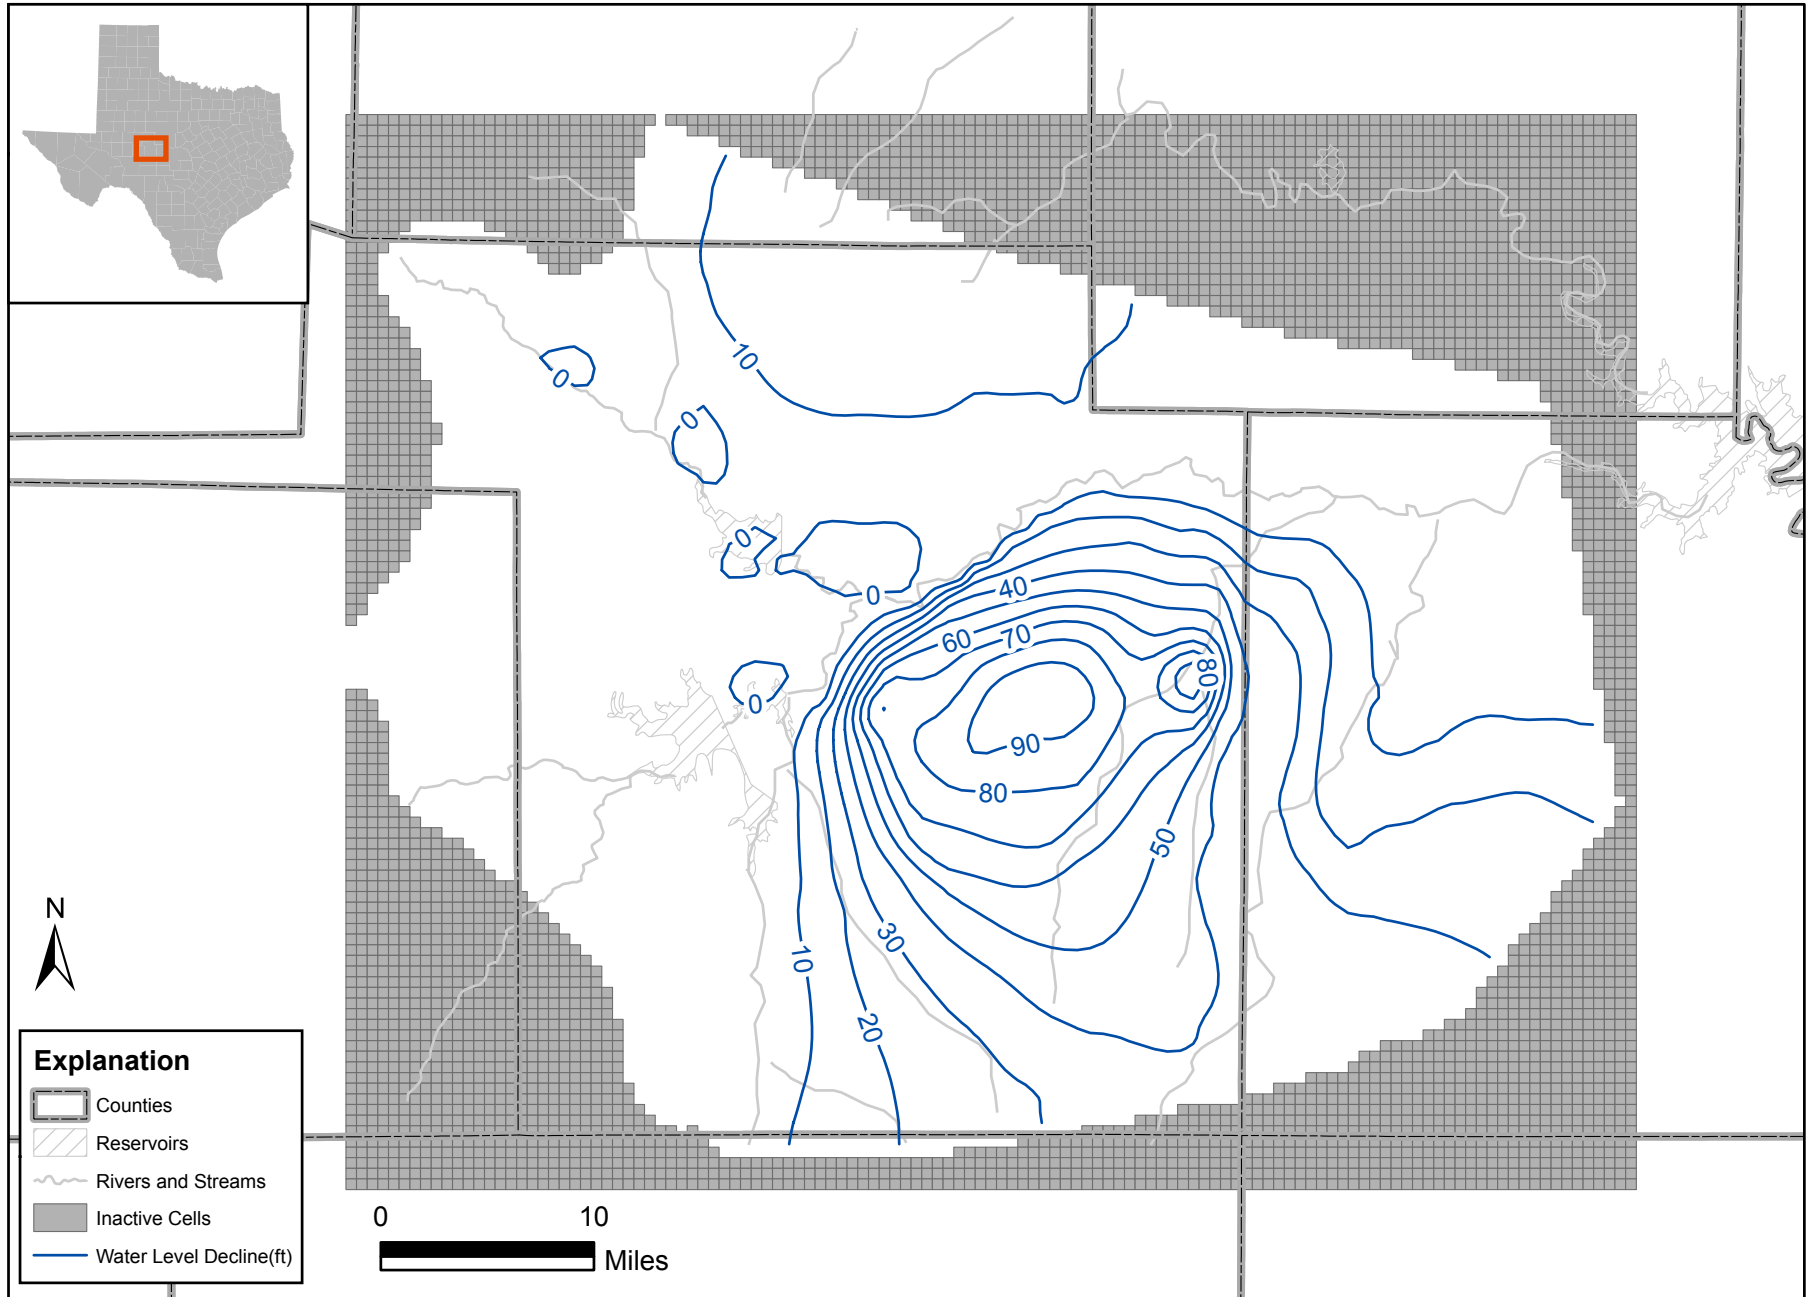 10
0
0
0
0
40
60
70
80
0
90
80
50
30
10
20
N
Explanation
Counties
Reservoirs
Rivers and Streams
Inactive Cells
Water Level Decline(ft)
0 10
Miles